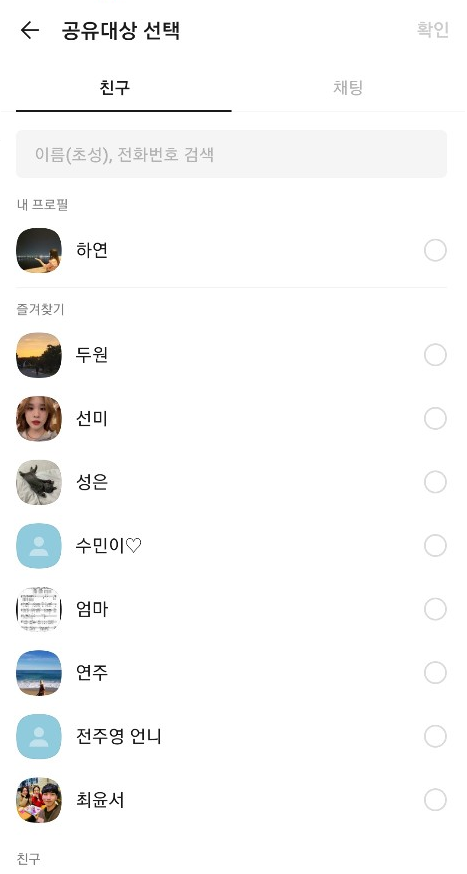 공유대상 선택
확인
친구
채팅
이름(초성), 전화번호 검색
내 프로필
하연
즐겨찾기
두원
선미
성은
수민이♡
엄마
연주
전주영 언니
최윤서
친구